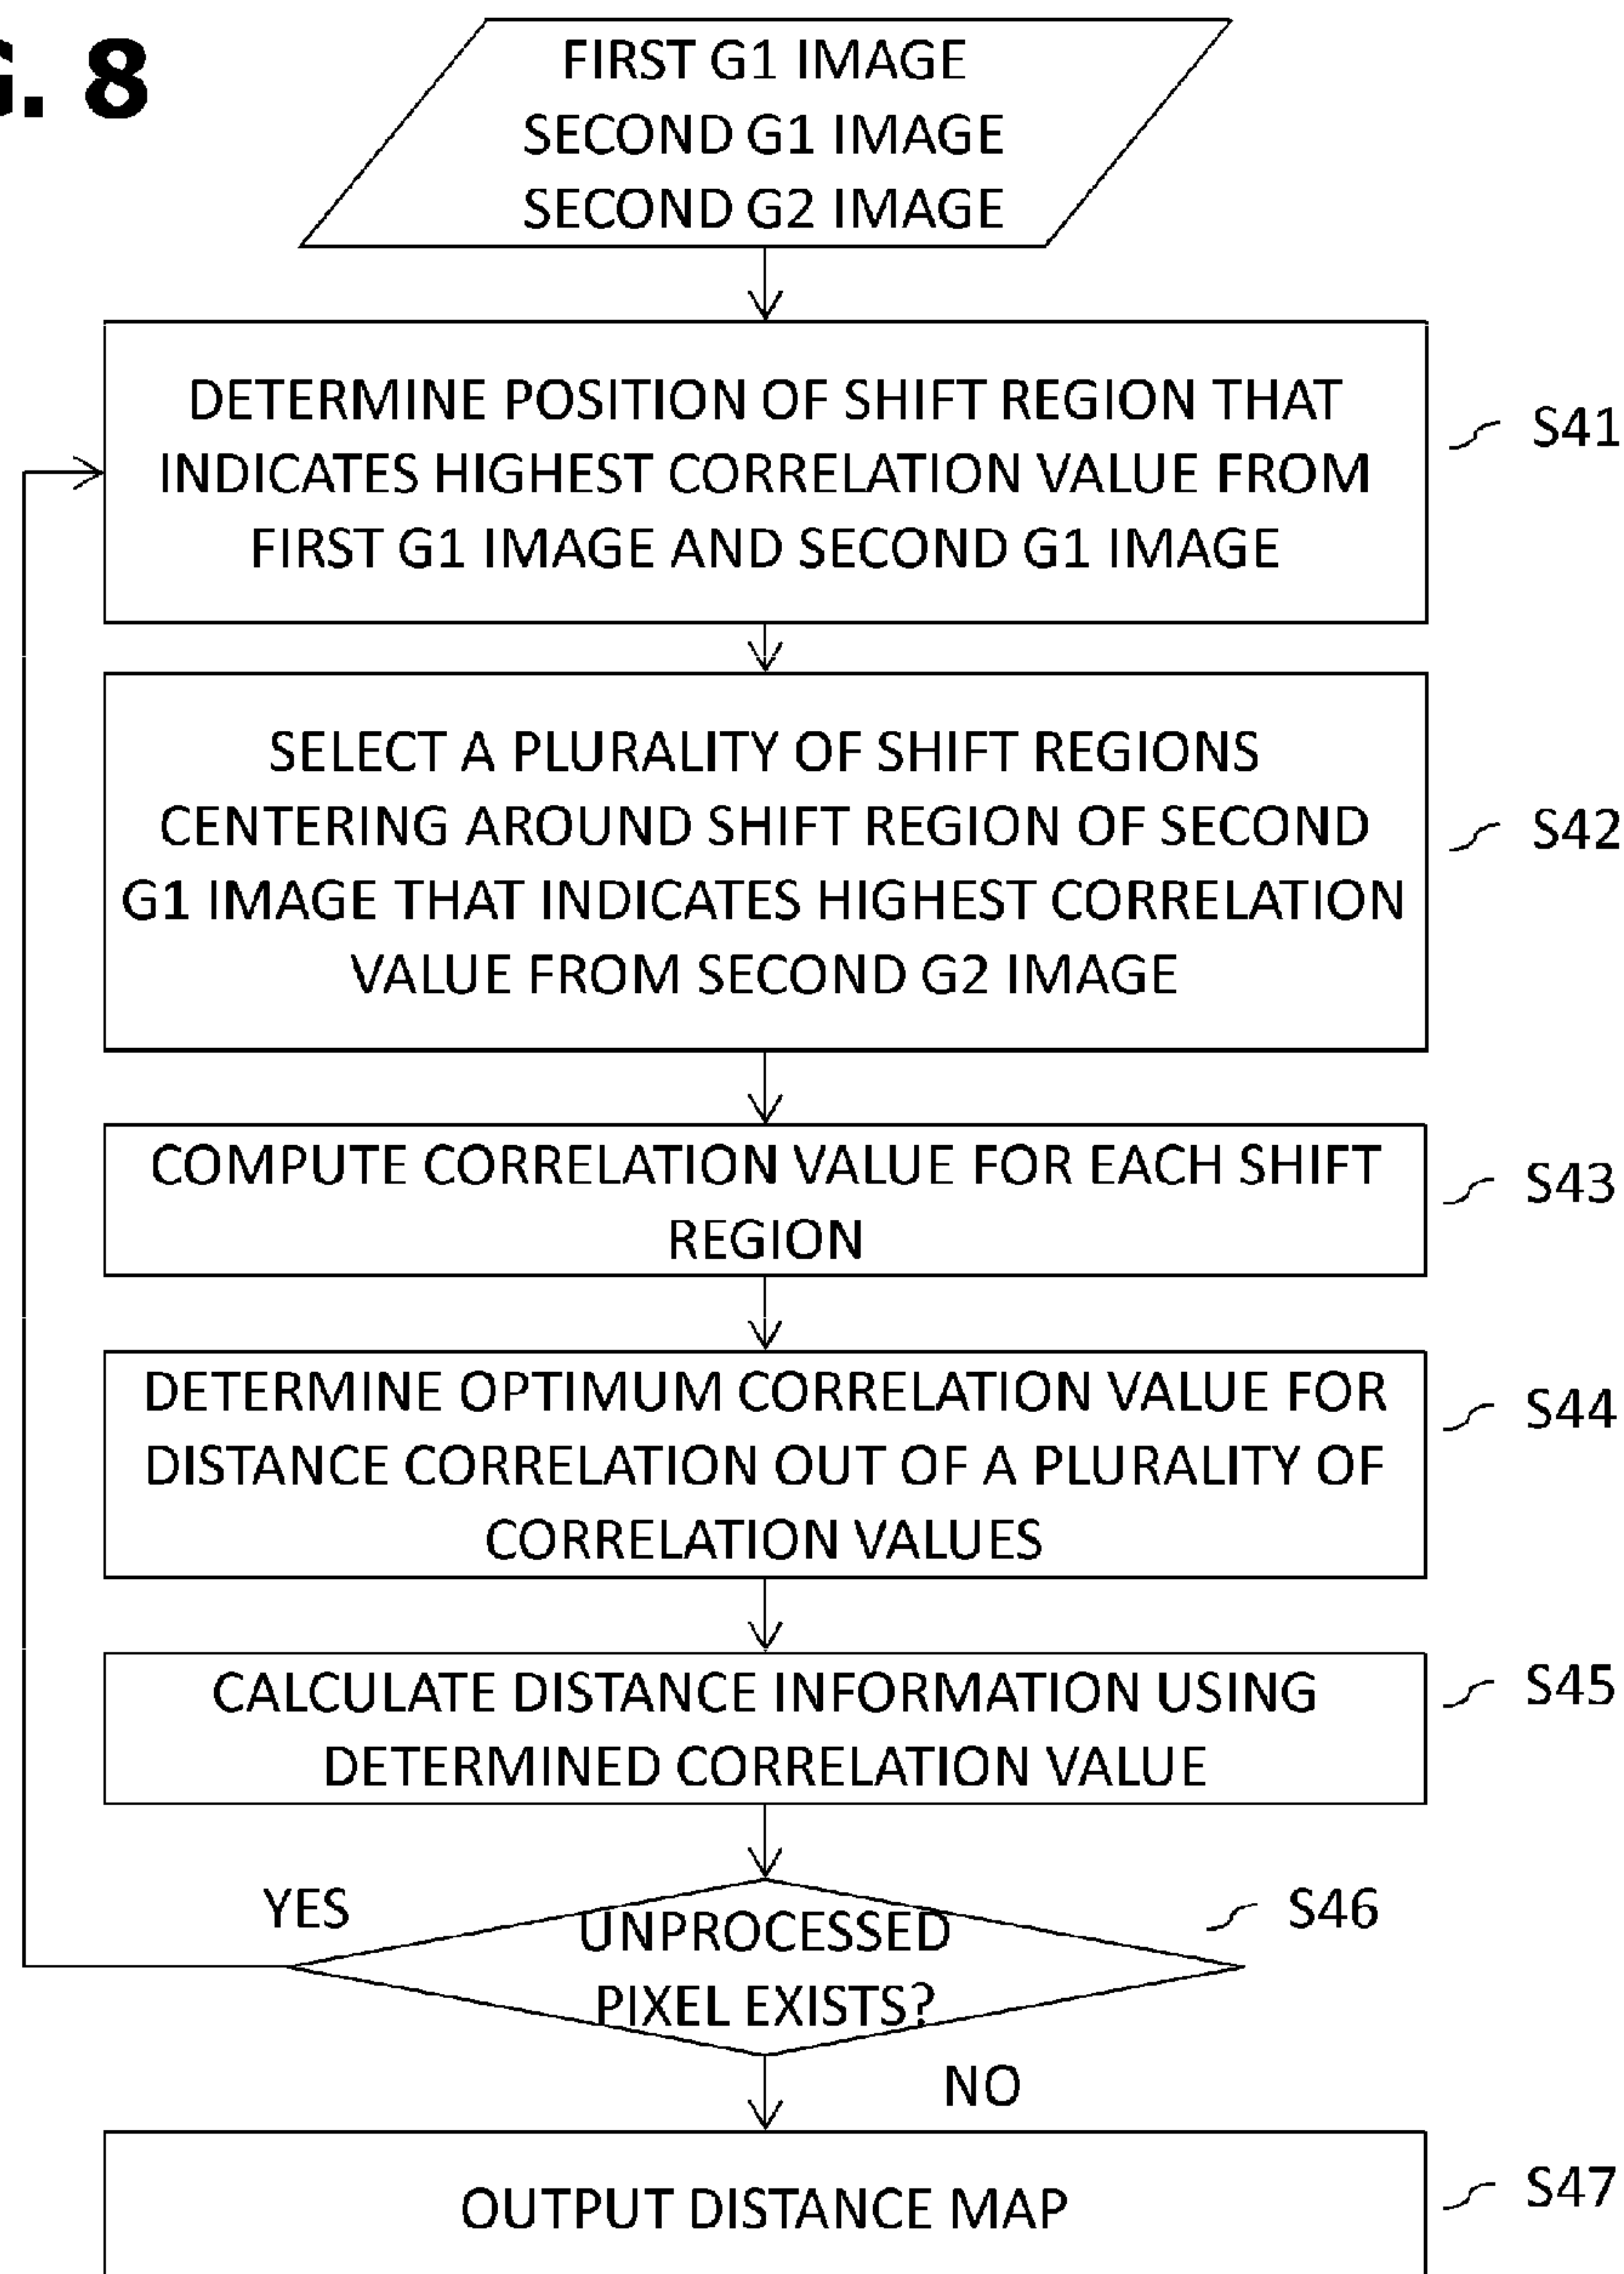 . 8
FIRST G1 IMAGE
SECOND G1 IMAGE
SECOND G2 IMAGE
DETERMINE POSITION OF SHIFT REGION THAT
INDICATES HIGHEST CORRELATION VALUE FROM
FIRST G1 IMAGE AND SECOND G1 IMAGE
S41
SELECT A PLURALITY OF SHIFT REGIONS
CENTERING AROUND SHIFT REGION OF SECOND
G1 IMAGE THAT INDICATES HIGHEST CORRELATION
VALUE FROM SECOND G2 IMAGE
S42
COMPUTE CORRELATION VALUE FOR EACH SHIFT
REGION
S43
DETERMINE OPTIMUM CORRELATION VALUE FOR
DISTANCE CORRELATION OUT OF A PLURALITY OF
CORRELATION VALUES
S44
CALCULATE DISTANCE INFORMATION USING
DETERMINED CORRELATION VALUE
S45
YES
UNPROCESSED
PIXEL EXISTS?
S46
NO
OUTPUT DISTANCE MAP
S47